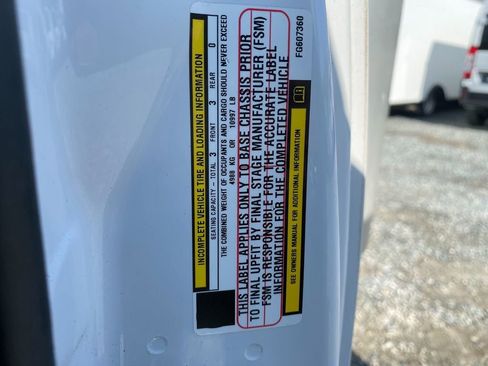 INCOMPLETE VEHICLE TIRE AND LOADING INFORMATION
SEATING CAPACITY - TOTAL 3 FRONT 3 REAR 0
THE COMBINED WEIGHT OF OCCUPANTS AND CARGO SHOULD NEVER EXCEED
4988 KG OR 10997 LB
THIS LABEL APPLIES ONLY TO BASE CHASSIS PRIOR
TO FINAL UPFIT BY FINAL STAGE MANUFACTURER (FSM)
FSM IS RESPONSIBLE FOR THE ACCURATE LABEL
INFORMATION FOR THE COMPLETED VEHICLE
SEE OWNERS MANUAL FOR ADDITIONAL INFORMATION
FG607360